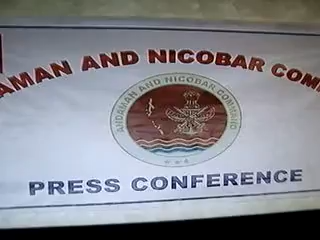 AMAN AND NICOBAR COM
ANDAMAN AND NICOBAR COMMAND
PRESS CONFERENCE